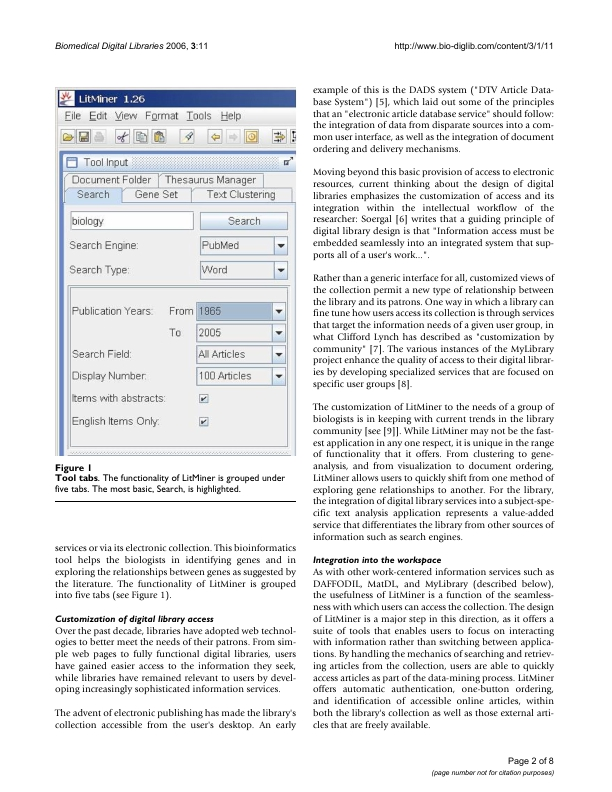 Biomedical Digital Libraries 2006, 3:11
http://www.bio-diglib.com/content/3/1/11
LitMiner 1.26
File Edit View Format Tools Help
Tool Input
Document Folder Thesaurus Manager
Search Gene Set Text Clustering
biology Search
Search Engine: PubMed
Search Type: Word
Publication Years: From 1965
To 2005
Search Field: All Articles
Display Number: 100 Articles
Items with abstracts:
English Items Only:
Figure 1
Tool tabs. The functionality of LitMiner is grouped under
five tabs. The most basic, Search, is highlighted.
services or via its electronic collection. This bioinformatics
tool helps the biologists in identifying genes and in
exploring the relationships between genes as suggested by
the literature. The functionality of LitMiner is grouped
into five tabs (see Figure 1).
Customization of digital library access
Over the past decade, libraries have adopted web technol-
ogies to better meet the needs of their patrons. From sim-
ple web pages to fully functional digital libraries, users
have gained easier access to the information they seek,
while libraries have remained relevant to users by devel-
oping increasingly sophisticated information services.
The advent of electronic publishing has made the library's
collection accessible from the user's desktop. An early
example of this is the DADS system ("DTV Article Data-
base System") [5], which laid out some of the principles
that an "electronic article database service" should follow:
the integration of data from disparate sources into a com-
mon user interface, as well as the integration of document
ordering and delivery mechanisms.
Moving beyond this basic provision of access to electronic
resources, current thinking about the design of digital
libraries emphasizes the customization of access and its
integration within the intellectual workflow of the
researcher: Soergal [6] writes that a guiding principle of
digital library design is that "Information access must be
embedded seamlessly into an integrated system that sup-
ports all of a user's work...".
Rather than a generic interface for all, customized views of
the collection permit a new type of relationship between
the library and its patrons. One way in which a library can
fine tune how users access its collection is through services
that target the information needs of a given user group, in
what Clifford Lynch has described as "customization by
community" [7]. The various instances of the MyLibrary
project enhance the quality of access to their digital librar-
ies by developing specialized services that are focused on
specific user groups [8].
The customization of LitMiner to the needs of a group of
biologists is in keeping with current trends in the library
community [see [9]]. While LitMiner may not be the fast-
est application in any one respect, it is unique in the range
of functionality that it offers. From clustering to gene-
analysis, and from visualization to document ordering,
LitMiner allows users to quickly shift from one method of
exploring gene relationships to another. For the library,
the integration of digital library services into a subject-spe-
cific text analysis application represents a value-added
service that differentiates the library from other sources of
information such as search engines.
Integration into the workspace
As with other work-centered information services such as
DAFFODIL, MatDL, and MyLibrary (described below),
the usefulness of LitMiner is a function of the seamless-
ness with which users can access the collection. The design
of LitMiner is a major step in this direction, as it offers a
suite of tools that enables users to focus on interacting
with information rather than switching between applica-
tions. By handling the mechanics of searching and retriev-
ing articles from the collection, users are able to quickly
access articles as part of the data-mining process. LitMiner
offers automatic authentication, one-button ordering,
and identification of accessible online articles, within
both the library's collection as well as those external arti-
cles that are freely available.
Page 2 of 8
(page number not for citation purposes)